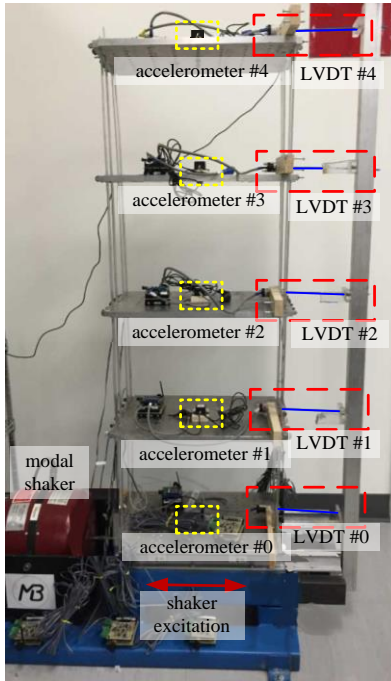 accelerometer #4
LVDT #4
accelerometer #3
LVDT #3
accelerometer #2
LVDT #2
accelerometer #1
LVDT #1
modal
shaker
accelerometer #0
LVDT #0
MB
shaker
excitation